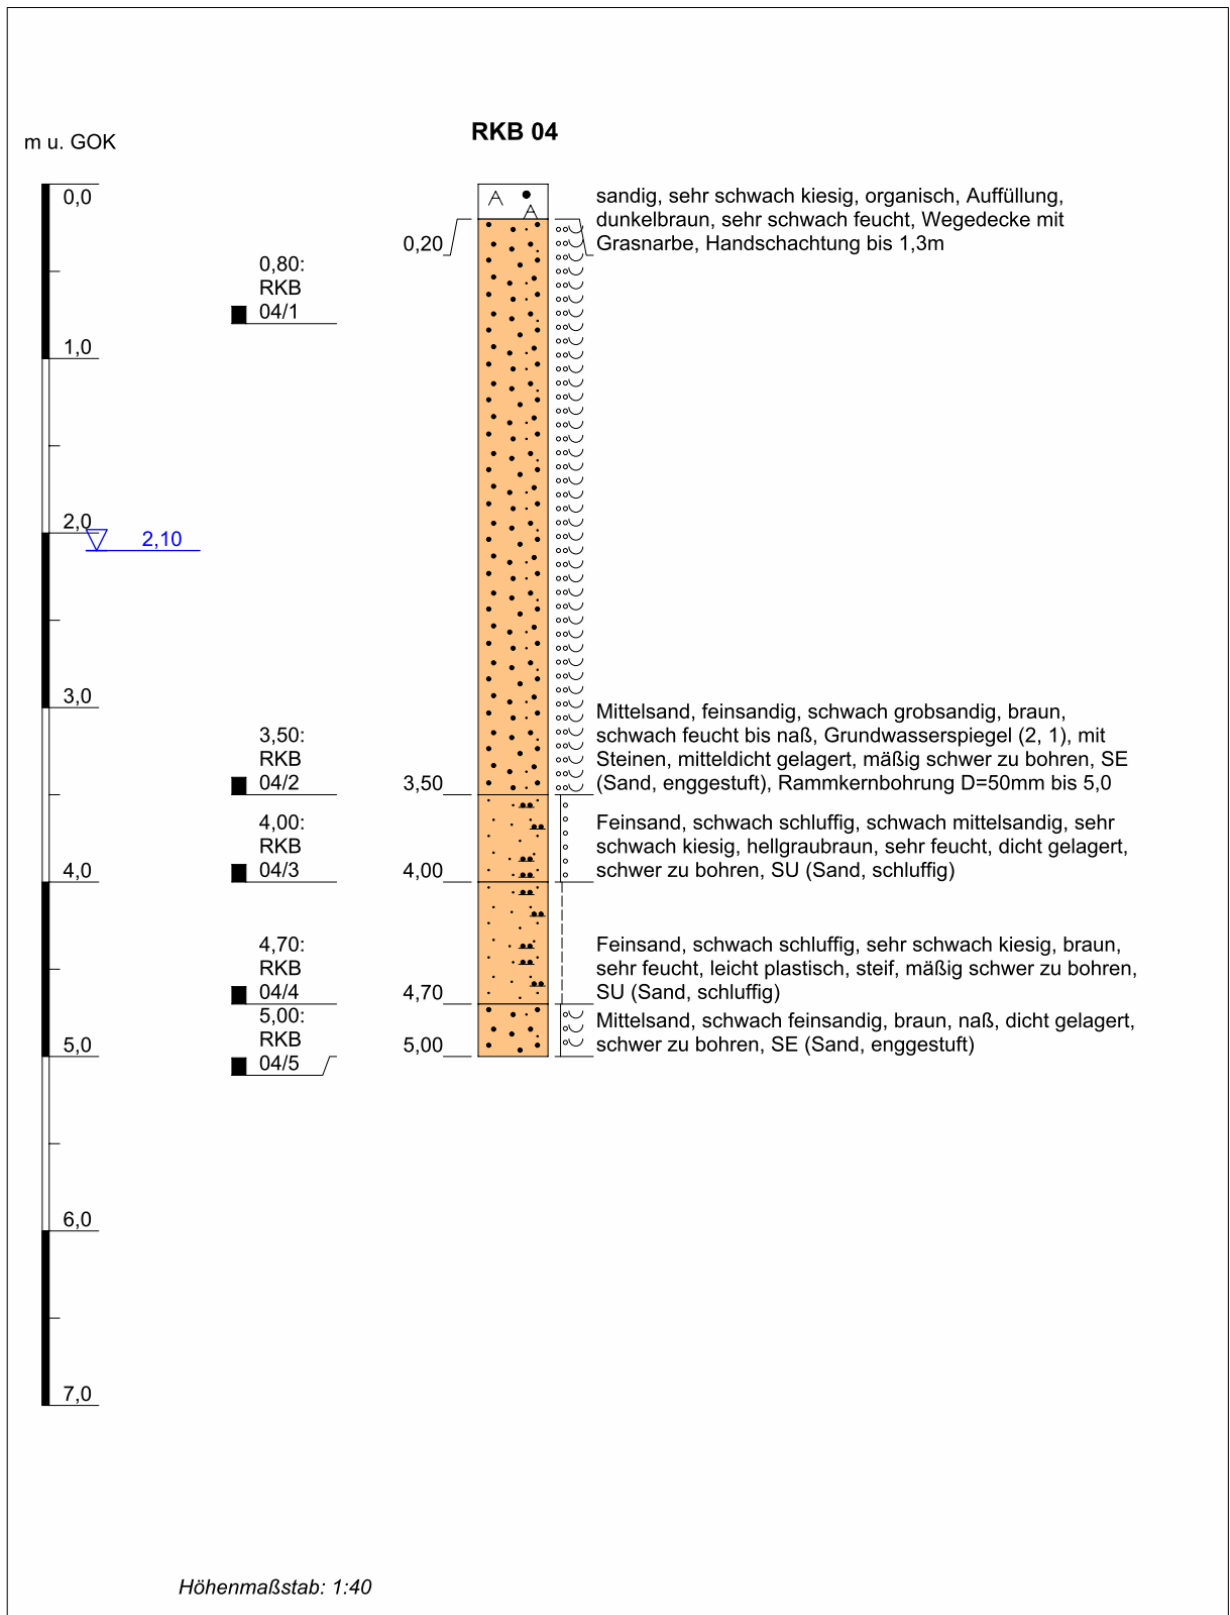 m u. GOK
RKB 04
0,0
sandig, sehr schwach kiesig, organisch, Auffüllung,
dunkelbraun, sehr schwach feucht, Wegedecke mit
Grasnarbe, Handschachtung bis 1,3m
A
A
0,20
0,80:
RKB
04/1
1,0
2,0
2,10
3,0
Mittelsand, feinsandig, schwach grobsandig, braun,
schwach feucht bis naß, Grundwasserspiegel (2, 1), mit
Steinen, mitteldicht gelagert, mäßig schwer zu bohren, SE
(Sand, enggestuft), Rammkernbohrung D=50mm bis 5,0
3,50:
RKB
04/2
3,50
Feinsand, schwach schluffig, schwach mittelsandig, sehr
schwach kiesig, hellgraubraun, sehr feucht, dicht gelagert,
schwer zu bohren, SU (Sand, schluffig)
4,00:
RKB
04/3
4,00
4,0
Feinsand, schwach schluffig, sehr schwach kiesig, braun,
sehr feucht, leicht plastisch, steif, mäßig schwer zu bohren,
SU (Sand, schluffig)
4,70:
RKB
04/4
4,70
Mittelsand, schwach feinsandig, braun, naß, dicht gelagert,
schwer zu bohren, SE (Sand, enggestuft)
5,00:
RKB
04/5
5,00
5,0
6,0
7,0
Höhenmaßstab: 1:40